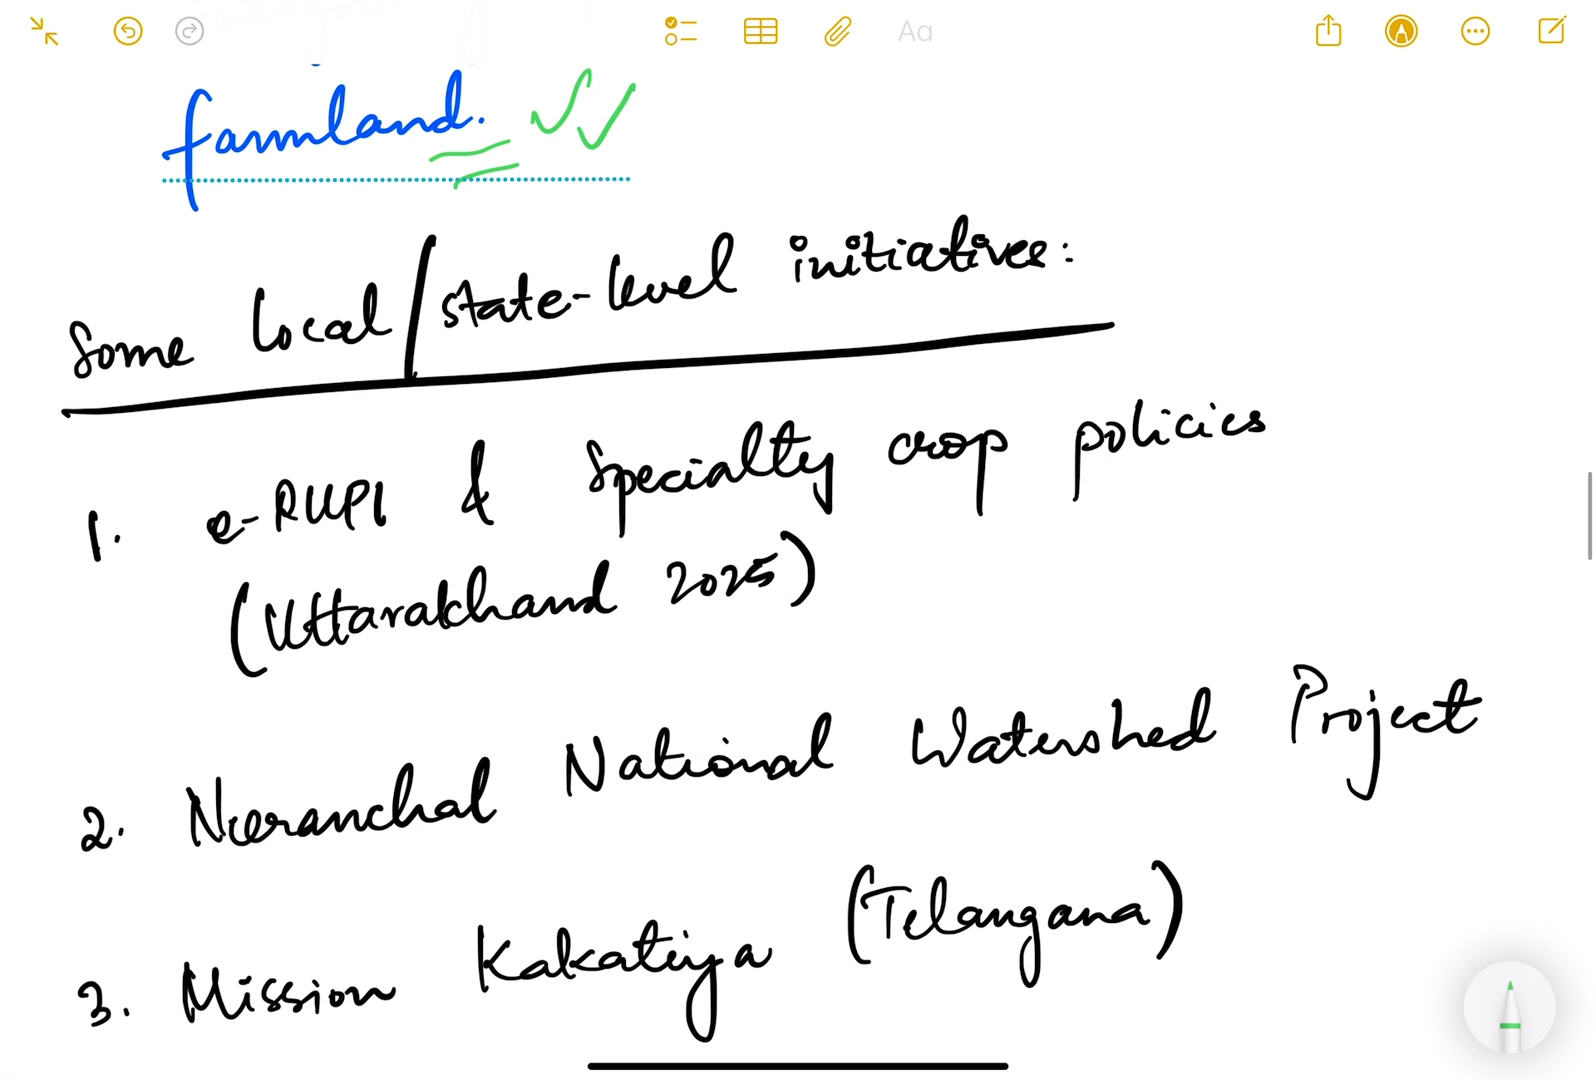 Aa
farmland.
Some local/state-level initiatives:
1. e-RUPI & Specialty crop policies
(Uttarakhand 2025)
2. Neeranchal National Watershed Project
3. Mission Kakatiya (Telangana)